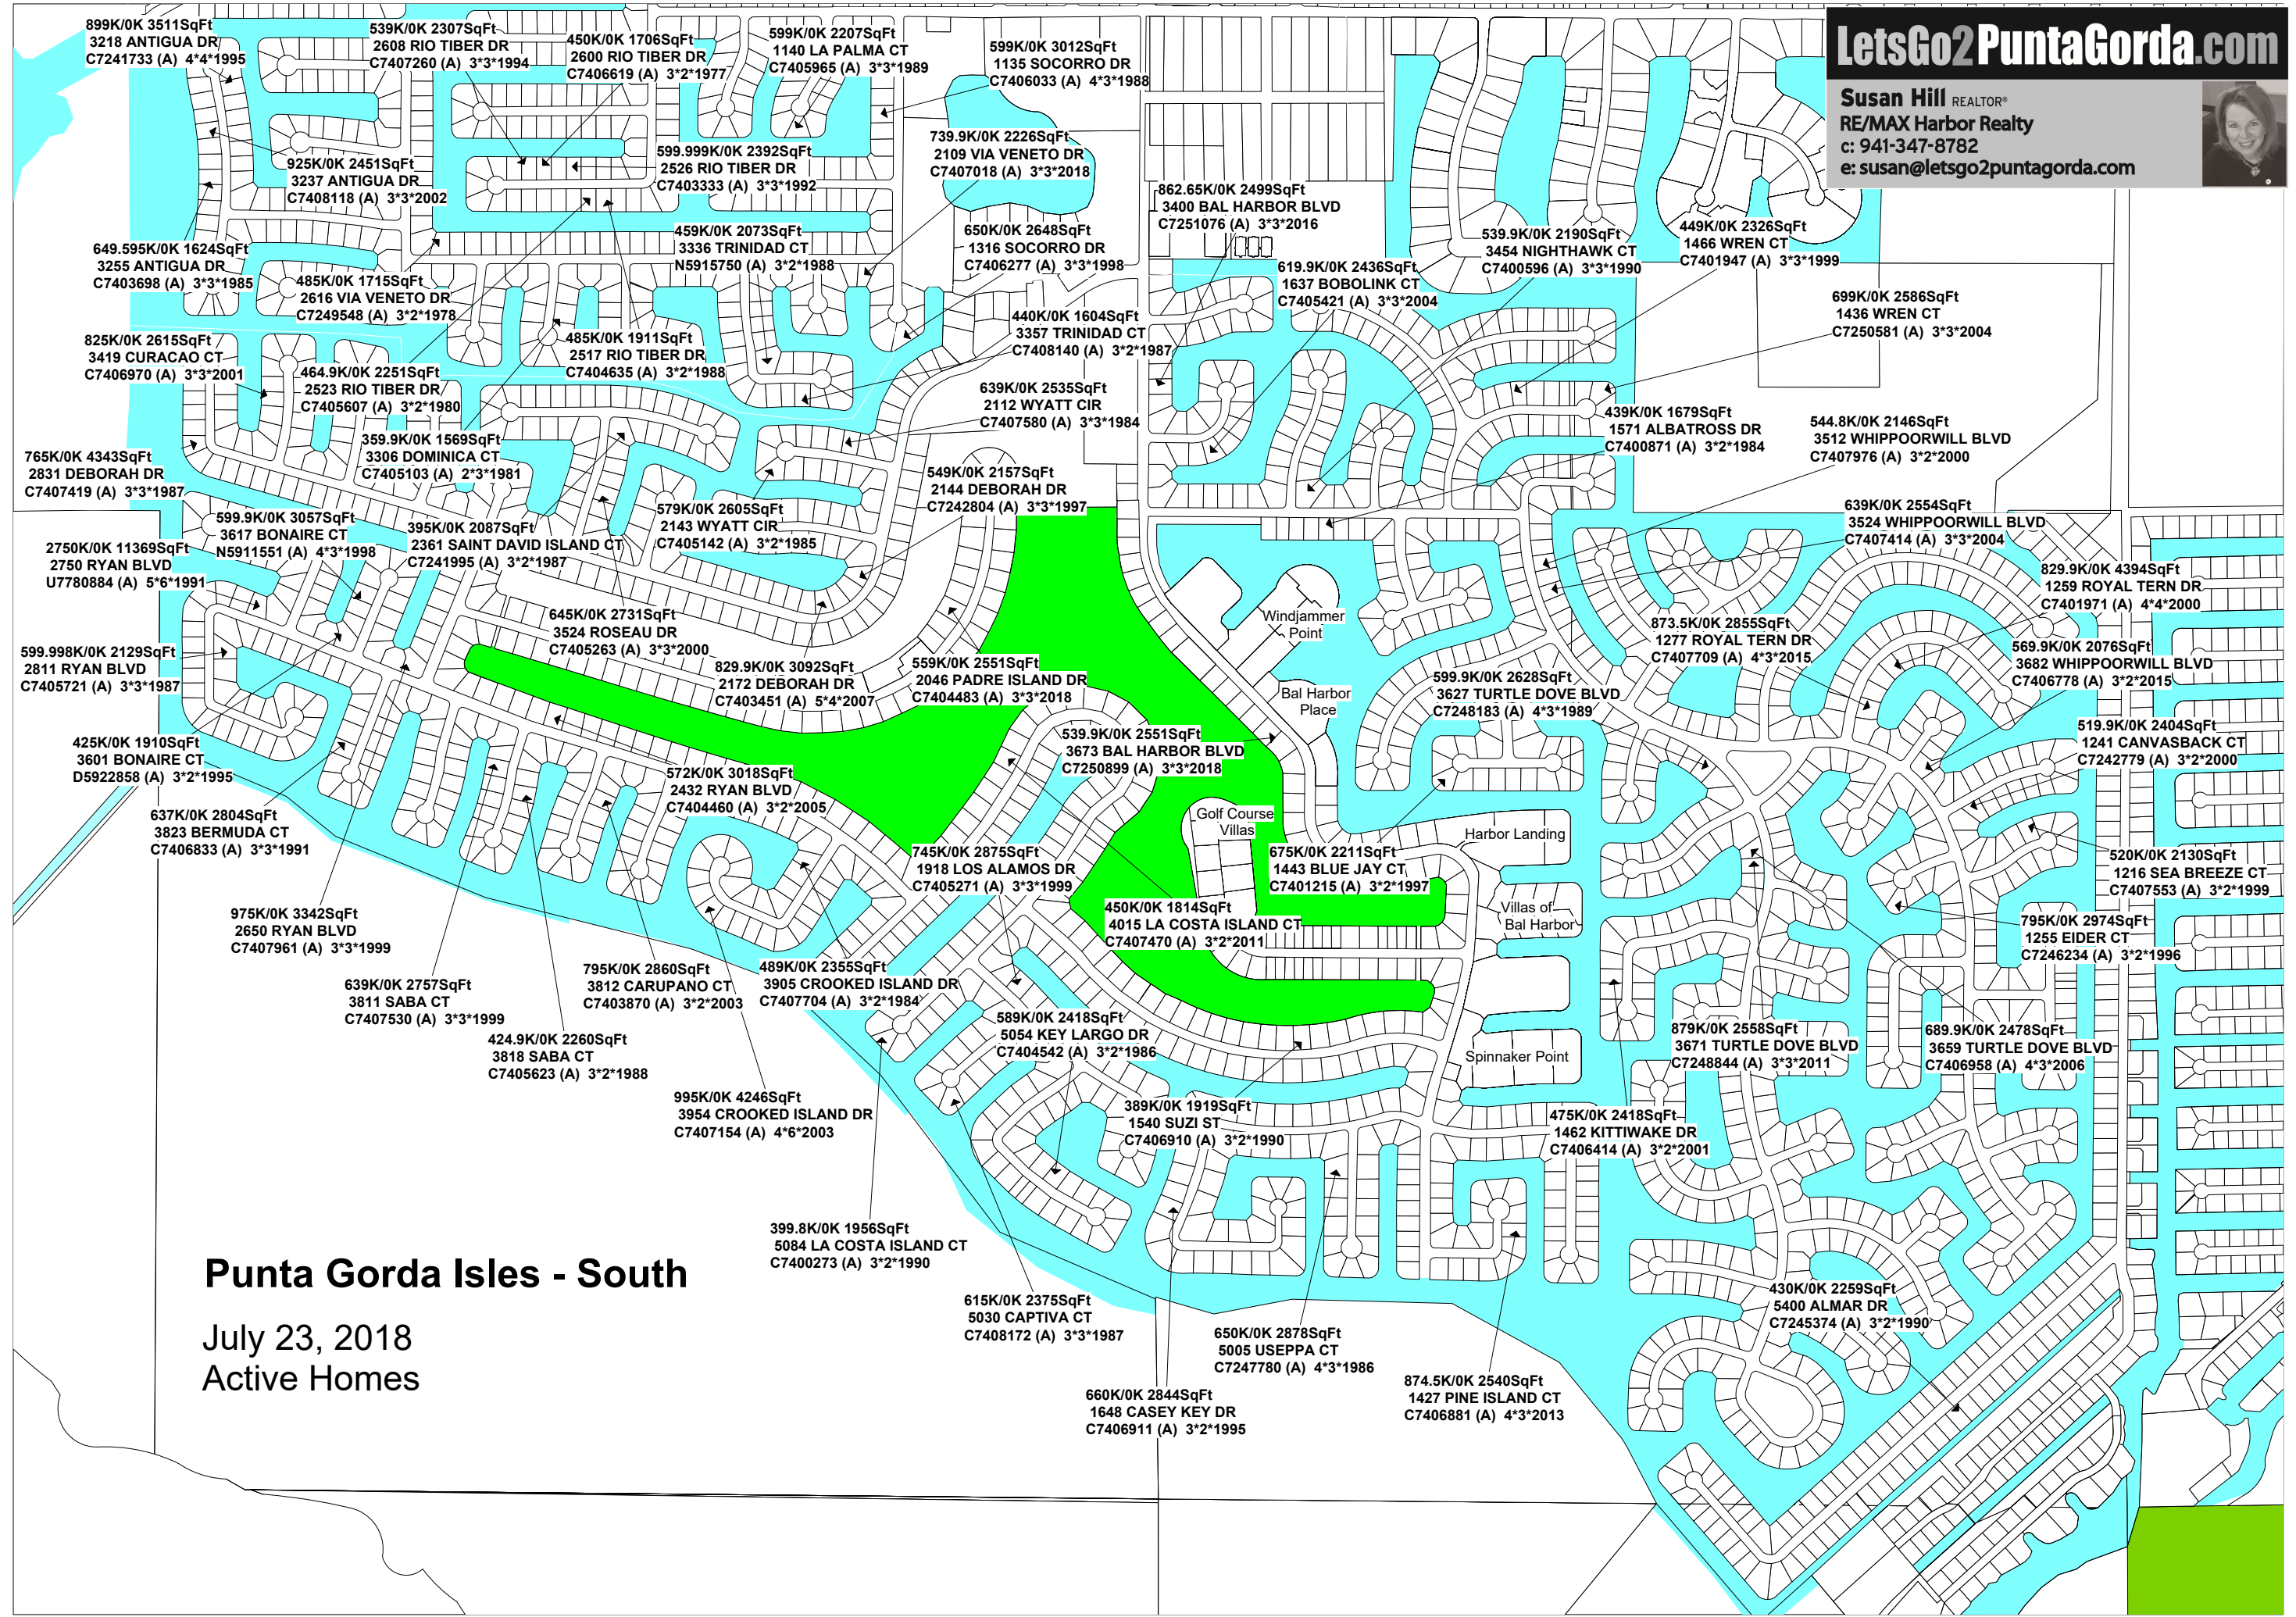 899K/0K 3511SqFt
3218 ANTIGUA DR
C7241733 (A) 4*4*1995
539K/0K 2307SqFt
2608 RIO TIBER DR
C7407260 (A) 3*3*1994
450K/0K 1706SqFt
2600 RIO TIBER DR
C7406619 (A) 3*2*1977
599K/0K 2207SqFt
1140 LA PALMA CT
C7405965 (A) 3*3*1989
599K/0K 3012SqFt
1135 SOCORRO DR
C7406033 (A) 4*3*1988
LetsGo2PuntaGorda.com
Susan Hill REALTOR®
RE/MAX Harbor Realty
c: 941-347-8782
e: susan@letsgo2puntagorda.com
925K/0K 2451SqFt
3237 ANTIGUA DR
C7408118 (A) 3*3*2002
599.999K/0K 2392SqFt
2526 RIO TIBER DR
C7403333 (A) 3*3*1992
739.9K/0K 2226SqFt
2109 VIA VENETO DR
C7407018 (A) 3*3*2018
862.65K/0K 2499SqFt
3400 BAL HARBOR BLVD
C7251076 (A) 3*3*2016
649.595K/0K 1624SqFt
3255 ANTIGUA DR
C7403698 (A) 3*3*1985
459K/0K 2073SqFt
3336 TRINIDAD CT
N5915750 (A) 3*2*1988
650K/0K 2648SqFt
1316 SOCORRO DR
C7406277 (A) 3*3*1998
539.9K/0K 2190SqFt
3454 NIGHTHAWK CT
C7400596 (A) 3*3*1990
449K/0K 2326SqFt
1466 WREN CT
C7401947 (A) 3*3*1999
485K/0K 1715SqFt
2616 VIA VENETO DR
C7249548 (A) 3*2*1978
619.9K/0K 2436SqFt
1637 BOBOLINK CT
C7405421 (A) 3*3*2004
699K/0K 2586SqFt
1436 WREN CT
C7250581 (A) 3*3*2004
825K/0K 2615SqFt
3419 CURACAO CT
C7406970 (A) 3*3*2001
485K/0K 1911SqFt
2517 RIO TIBER DR
C7404635 (A) 3*2*1988
440K/0K 1604SqFt
3357 TRINIDAD CT
C7408140 (A) 3*2*1987
464.9K/0K 2251SqFt
2523 RIO TIBER DR
C7405607 (A) 3*2*1980
639K/0K 2535SqFt
2112 WYATT CIR
C7407580 (A) 3*3*1984
439K/0K 1679SqFt
1571 ALBATROSS DR
C7400871 (A) 3*2*1984
544.8K/0K 2146SqFt
3512 WHIPPOORWILL BLVD
C7407976 (A) 3*2*2000
765K/0K 4343SqFt
2831 DEBORAH DR
C7407419 (A) 3*3*1987
359.9K/0K 1569SqFt
3306 DOMINICA CT
C7405103 (A) 2*3*1981
549K/0K 2157SqFt
2144 DEBORAH DR
C7242804 (A) 3*3*1997
599.9K/0K 3057SqFt
3617 BONAIRE CT
N5911551 (A) 4*3*1998
395K/0K 2087SqFt
2361 SAINT DAVID ISLAND CT
C7241995 (A) 3*2*1987
579K/0K 2605SqFt
2143 WYATT CIR
C7405142 (A) 3*2*1985
639K/0K 2554SqFt
3524 WHIPPOORWILL BLVD
C7407414 (A) 3*3*2004
2750K/0K 11369SqFt
2750 RYAN BLVD
U7780884 (A) 5*6*1991
829.9K/0K 4394SqFt
1259 ROYAL TERN DR
C7401971 (A) 4*4*2000
645K/0K 2731SqFt
3524 ROSEAU DR
C7405263 (A) 3*3*2000
Windjammer
Point
873.5K/0K 2855SqFt
1277 ROYAL TERN DR
C7407709 (A) 4*3*2015
599.998K/0K 2129SqFt
2811 RYAN BLVD
C7405721 (A) 3*3*1987
829.9K/0K 3092SqFt
2172 DEBORAH DR
C7403451 (A) 5*4*2007
559K/0K 2551SqFt
2046 PADRE ISLAND DR
C7404483 (A) 3*3*2018
Bal Harbor
Place
599.9K/0K 2628SqFt
3627 TURTLE DOVE BLVD
C7248183 (A) 4*3*1989
569.9K/0K 2076SqFt
3682 WHIPPOORWILL BLVD
C7406778 (A) 3*2*2015
425K/0K 1910SqFt
3601 BONAIRE CT
D5922858 (A) 3*2*1995
539.9K/0K 2551SqFt
3673 BAL HARBOR BLVD
C7250899 (A) 3*3*2018
519.9K/0K 2404SqFt
1241 CANVASBACK CT
C7242779 (A) 3*2*2000
572K/0K 3018SqFt
2432 RYAN BLVD
C7404460 (A) 3*2*2005
637K/0K 2804SqFt
3823 BERMUDA CT
C7406833 (A) 3*3*1991
Golf Course
Villas
Harbor Landing
745K/0K 2875SqFt
1918 LOS ALAMOS DR
C7405271 (A) 3*3*1999
675K/0K 2211SqFt
1443 BLUE JAY CT
C7401215 (A) 3*2*1997
520K/0K 2130SqFt
1216 SEA BREEZE CT
C7407553 (A) 3*2*1999
975K/0K 3342SqFt
2650 RYAN BLVD
C7407961 (A) 3*3*1999
450K/0K 1814SqFt
4015 LA COSTA ISLAND CT
C7407470 (A) 3*2*2011
Villas of
Bal Harbor
795K/0K 2974SqFt
1255 EIDER CT
C7246234 (A) 3*2*1996
639K/0K 2757SqFt
3811 SABA CT
C7407530 (A) 3*3*1999
795K/0K 2860SqFt
3812 CARUPANO CT
C7403870 (A) 3*2*2003
489K/0K 2355SqFt
3905 CROOKED ISLAND DR
C7407704 (A) 3*2*1984
424.9K/0K 2260SqFt
3818 SABA CT
C7405623 (A) 3*2*1988
589K/0K 2418SqFt
5054 KEY LARGO DR
C7404542 (A) 3*2*1986
Spinnaker Point
879K/0K 2558SqFt
3671 TURTLE DOVE BLVD
C7248844 (A) 3*3*2011
689.9K/0K 2478SqFt
3659 TURTLE DOVE BLVD
C7406958 (A) 4*3*2006
995K/0K 4246SqFt
3954 CROOKED ISLAND DR
C7407154 (A) 4*6*2003
389K/0K 1919SqFt
1540 SUZI ST
C7406910 (A) 3*2*1990
475K/0K 2418SqFt
1462 KITTIWAKE DR
C7406414 (A) 3*2*2001
399.8K/0K 1956SqFt
5084 LA COSTA ISLAND CT
C7400273 (A) 3*2*1990
Punta Gorda Isles - South
July 23, 2018
Active Homes
615K/0K 2375SqFt
5030 CAPTIVA CT
C7408172 (A) 3*3*1987
430K/0K 2259SqFt
5400 ALMAR DR
C7245374 (A) 3*2*1990
650K/0K 2878SqFt
5005 USEPPA CT
C7247780 (A) 4*3*1986
660K/0K 2844SqFt
1648 CASEY KEY DR
C7406911 (A) 3*2*1995
874.5K/0K 2540SqFt
1427 PINE ISLAND CT
C7406881 (A) 4*3*2013